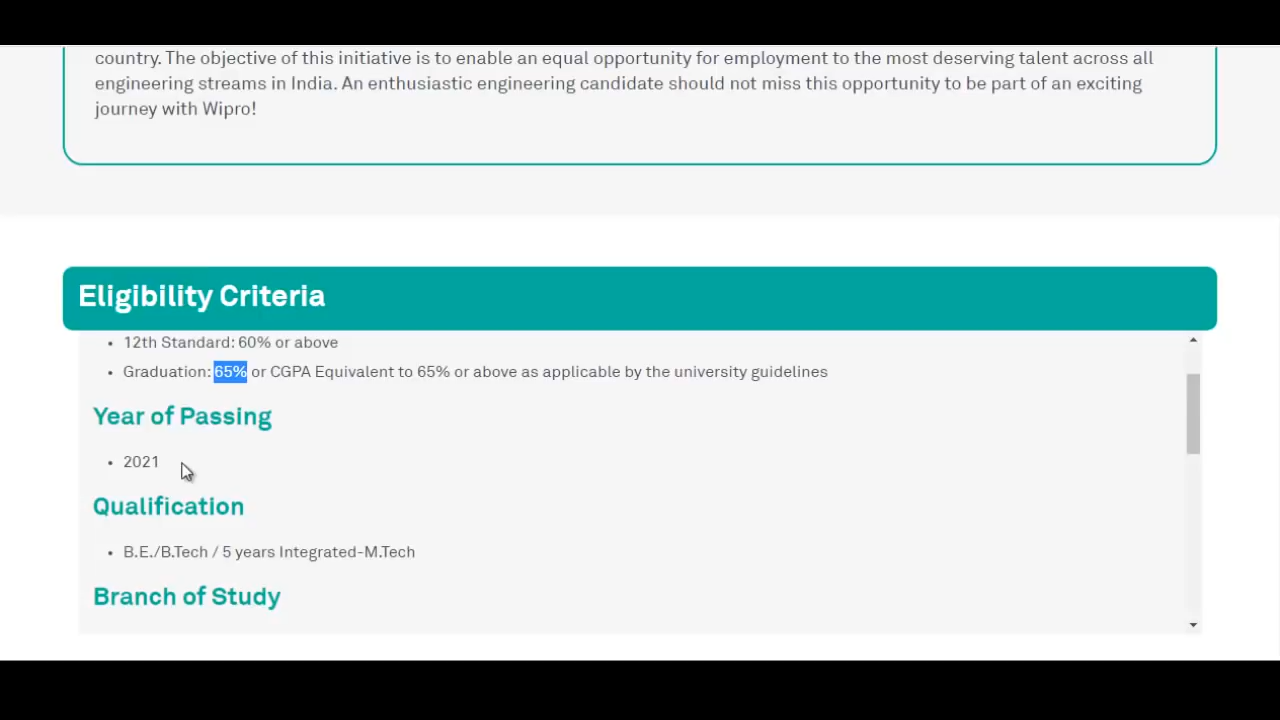 country. The objective of this initiative is to enable an equal opportunity for employment to the most deserving talent across all
engineering streams in India. An enthusiastic engineering candidate should not miss this opportunity to be part of an exciting
journey with Wipro!
Eligibility Criteria
• 12th Standard: 60% or above
• Graduation: 65% or CGPA Equivalent to 65% or above as applicable by the university guidelines
Year of Passing
• 2021
Qualification
• B.E./B.Tech / 5 years Integrated-M.Tech
Branch of Study